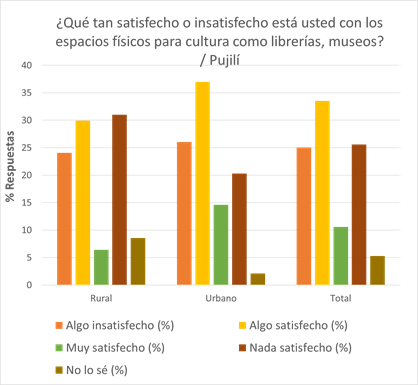 ¿Qué tan satisfecho o insatisfecho está usted con los
espacios físicos para cultura como librerías, museos?
/ Pujilí
% Respuestas
40
35
30
25
20
15
10
5
0
Rural Urbano Total
Algo insatisfecho (%) Algo satisfecho (%)
Muy satisfecho (%) Nada satisfecho (%)
No lo sé (%)